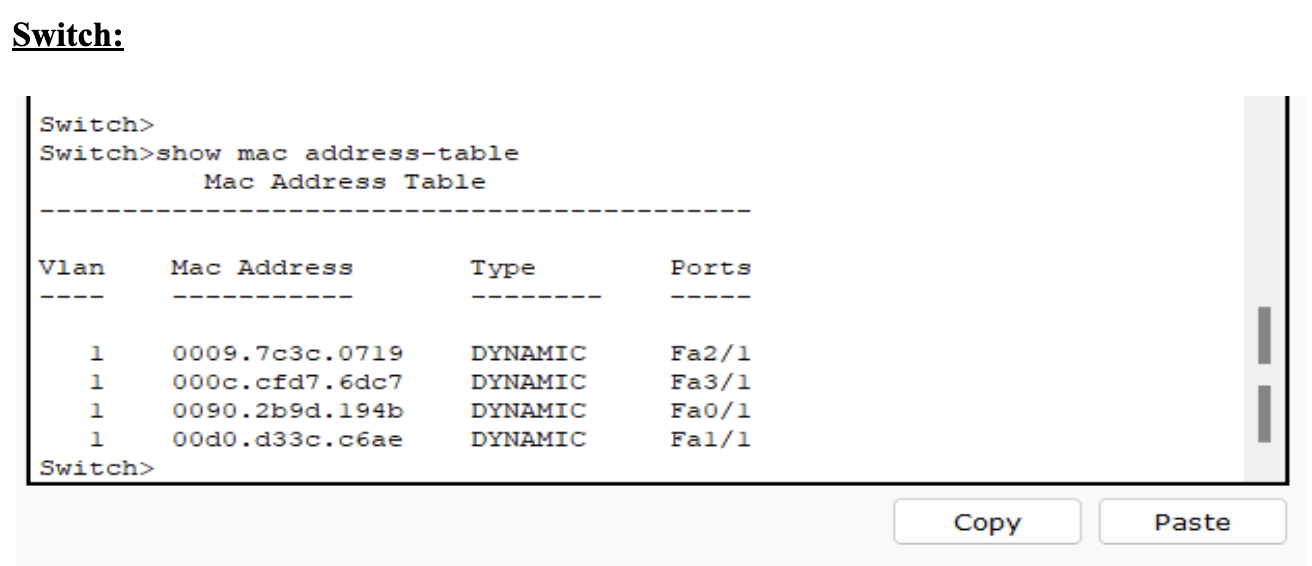 Switch:
Switch>
Switch>show mac address-table
Mac Address Table
-------------------------------------------
Vlan Mac Address Type Ports
---- ----------- -------- -----
1 0009.7c3c.0719 DYNAMIC Fa2/1
1 000c.cfd7.6dc7 DYNAMIC Fa3/1
1 0090.2b9d.194b DYNAMIC Fa0/1
1 00d0.d33c.c6ae DYNAMIC Fa1/1
Switch>
Copy Paste